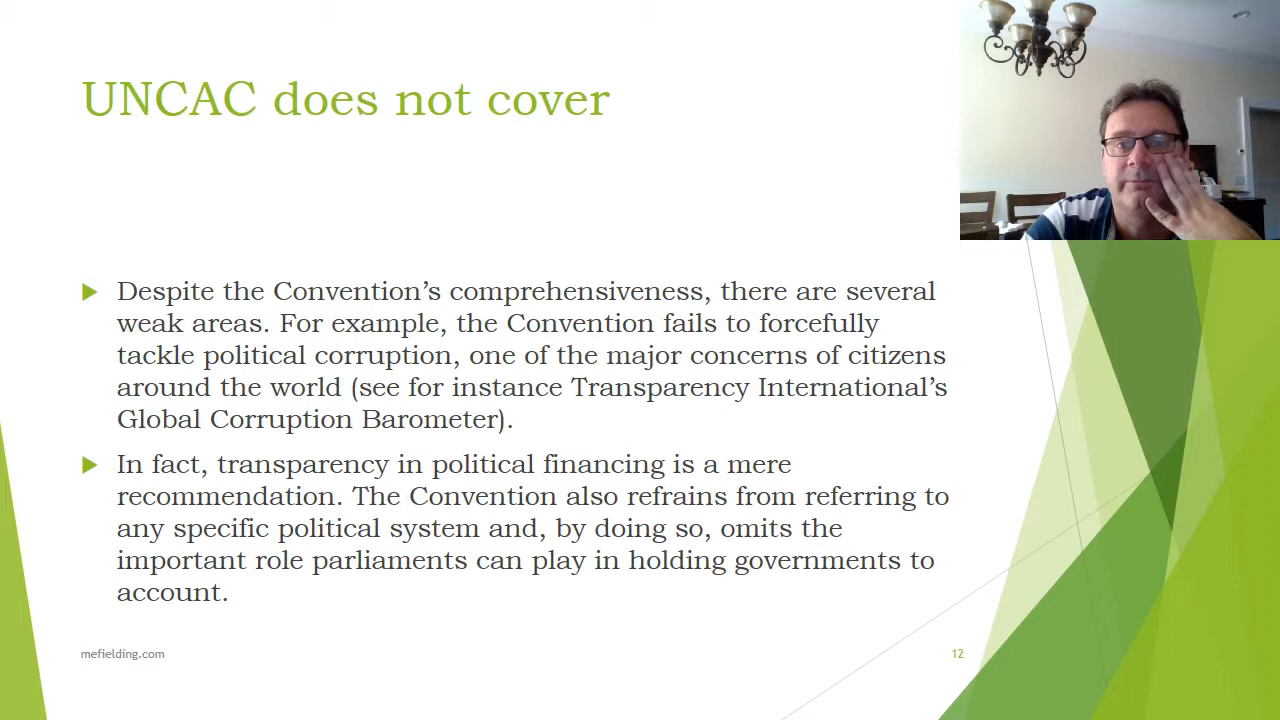 UNCAC does not cover
Despite the Convention’s comprehensiveness, there are several
weak areas. For example, the Convention fails to forcefully
tackle political corruption, one of the major concerns of citizens
around the world (see for instance Transparency International’s
Global Corruption Barometer).
In fact, transparency in political financing is a mere
recommendation. The Convention also refrains from referring to
any specific political system and, by doing so, omits the
important role parliaments can play in holding governments to
account.
mefielding.com
12